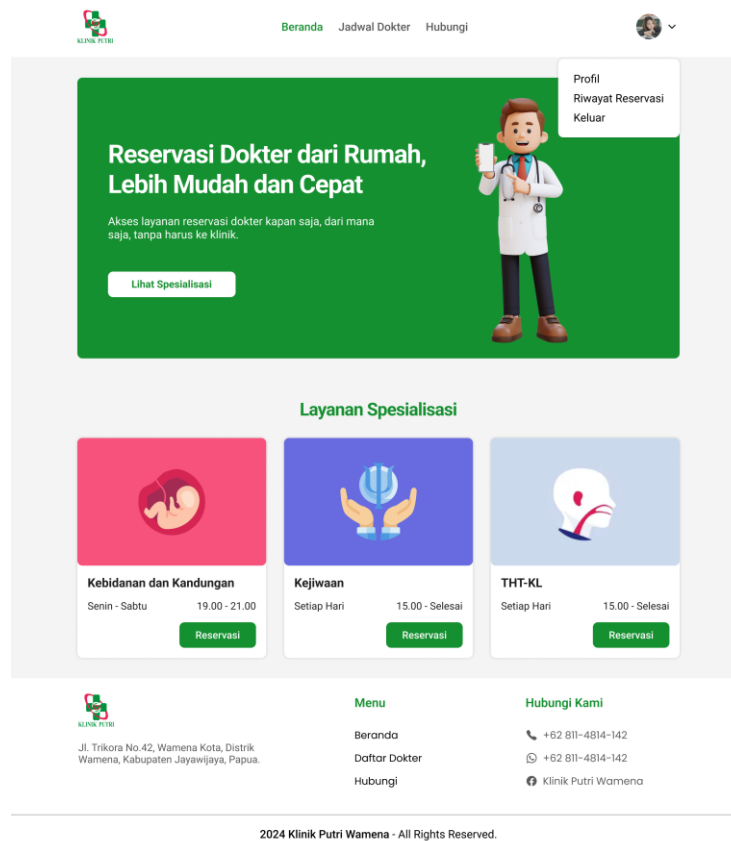 KLINIK PUTRI
Beranda
Jadwal Dokter
Hubungi
Profil
Riwayat Reservasi
Keluar
Reservasi Dokter dari Rumah,
Lebih Mudah dan Cepat
Akses layanan reservasi dokter kapan saja, dari mana
saja, tanpa harus ke klinik.
Lihat Spesialisasi
Layanan Spesialisasi
Kebidanan dan Kandungan
Senin - Sabtu
19.00 - 21.00
Reservasi
Kejiwaan
Setiap Hari
15.00 - Selesai
Reservasi
THT-KL
Setiap Hari
15.00 - Selesai
Reservasi
KLINIK PUTRI
Jl. Trikora No.42, Wamena Kota, Distrik
Wamena, Kabupaten Jayawijaya, Papua.
Menu
Beranda
Daftar Dokter
Hubungi
Hubungi Kami
+62 811-4814-142
+62 811-4814-142
Klinik Putri Wamena
2024 Klinik Putri Wamena - All Rights Reserved.